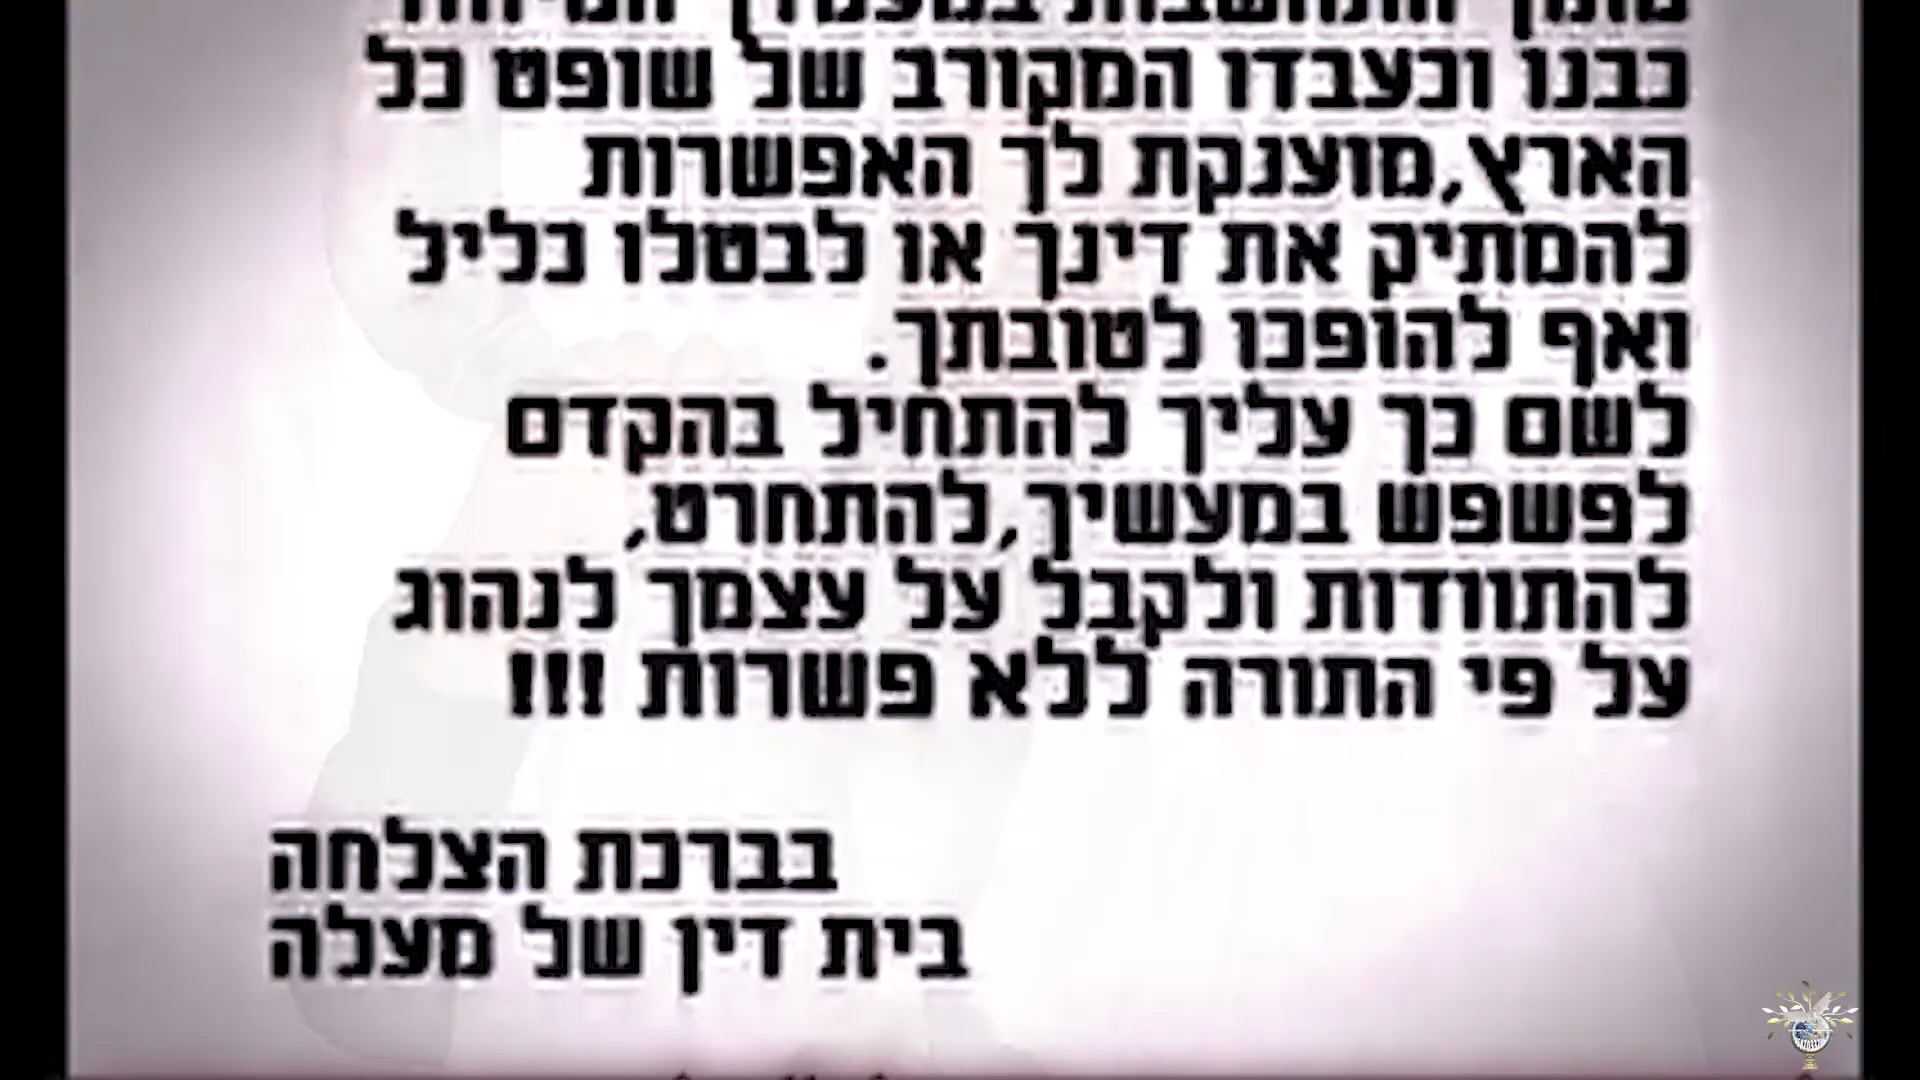 כבנו וכעבדו המקורב של שופט כל
הארץ,מוענקת לך האפשרות
להמתיק את דינך או לבטלו כליל
ואף להופכו לטובתך.
לשם כך עליך להתחיל בהקדם
לפשפש במעשיך,להתחרט,
להתוודות ולקבל על עצמך לנהוג
על פי התורה ללא פשרות !!!
בברכת הצלחה
בית דין של מעלה